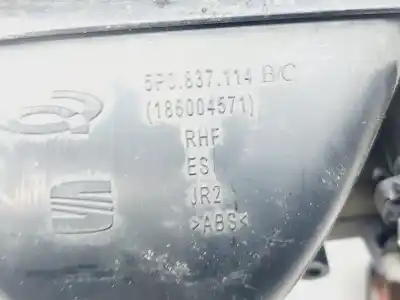 5P0.837.114 B/C
(186004571)
RHF
ES
JR2
>ABS<